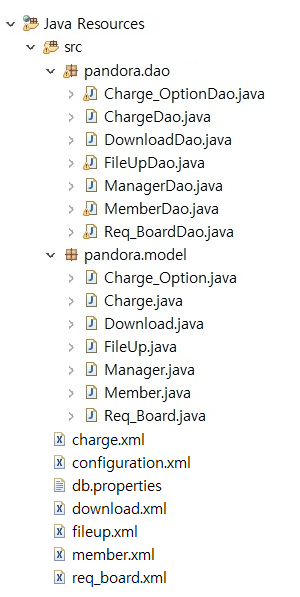 Java Resources
src
pandora.dao
Charge_OptionDao.java
ChargeDao.java
DownloadDao.java
FileUpDao.java
ManagerDao.java
MemberDao.java
Req_BoardDao.java
pandora.model
Charge_Option.java
Charge.java
Download.java
FileUp.java
Manager.java
Member.java
Req_Board.java
charge.xml
configuration.xml
db.properties
download.xml
fileup.xml
member.xml
req_board.xml